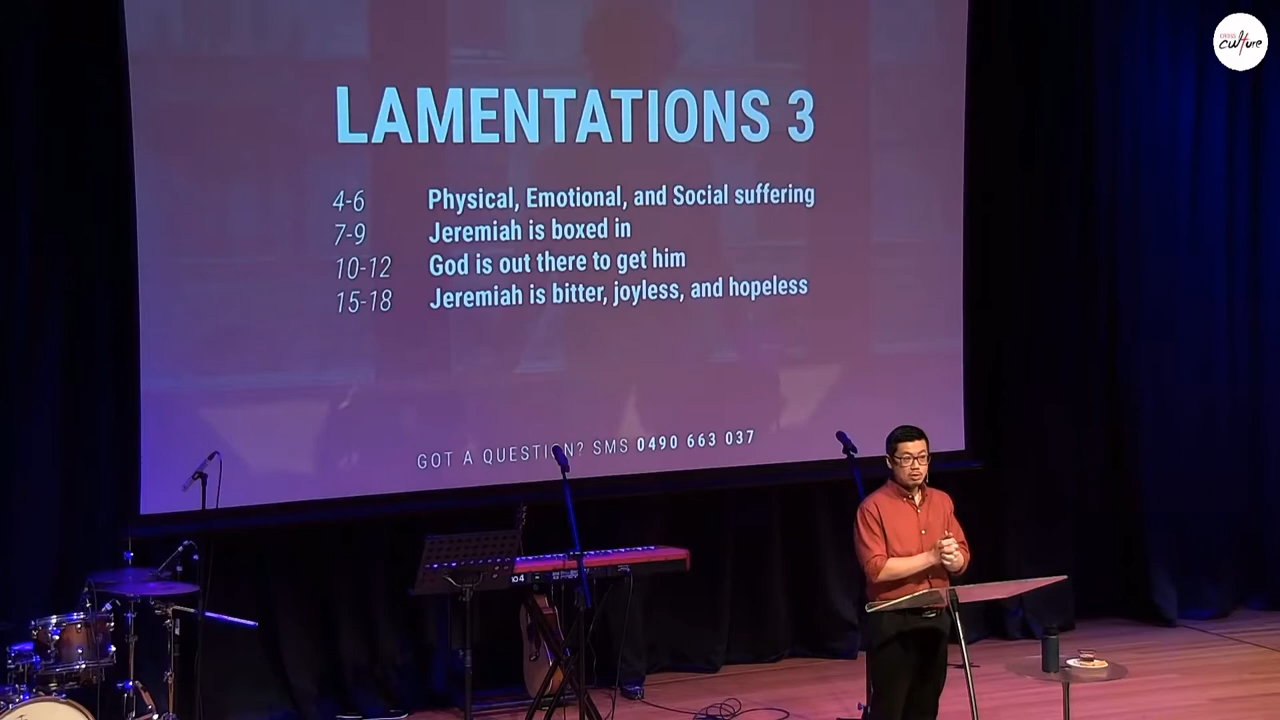 CROSS
culture
LAMENTATIONS 3
4-6 Physical, Emotional, and Social suffering
7-9 Jeremiah is boxed in
10-12 God is out there to get him
15-18 Jeremiah is bitter, joyless, and hopeless
GOT A QUESTION? SMS 0490 663 037